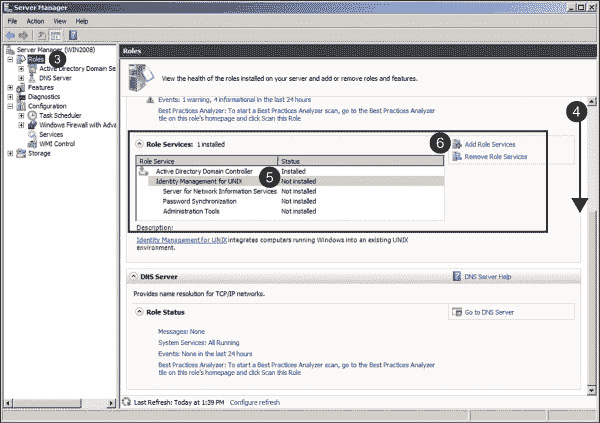 Server Manager
File Action View Help
Server Manager (WIN2008)
Roles
3
Active Directory Domain Se
DNS Server
Features
Diagnostics
Configuration
Task Scheduler
Windows Firewall with Adva
Services
WMI Control
Storage
Roles
View the health of the roles installed on your server and add or remove roles and features.
Events: 1 warning, 4 informational in the last 24 hours
Best Practices Analyzer: To start a Best Practices Analyzer scan, go to the Best Practices Analyzer
tile on this role's homepage and click Scan this Role
4
Role Services: 1 installed
6
Add Role Services
Remove Role Services
Role Service Status
Active Directory Domain Controller Installed
Identity Management for UNIX 5 Not installed
Server for Network Information Services Not installed
Password Synchronization Not installed
Administration Tools Not installed
Description:
Identity Management for UNIX integrates computers running Windows into an existing UNIX
environment.
DNS Server
DNS Server Help
Provides name resolution for TCP/IP networks.
Role Status
Go to DNS Server
Messages: None
System Services: All Running
Events: None in the last 24 hours
Best Practices Analyzer: To start a Best Practices Analyzer scan, go to the Best Practices Analyzer
tile on this role's homepage and click Scan this Role
Last Refresh: Today at 1:39 PM Configure refresh